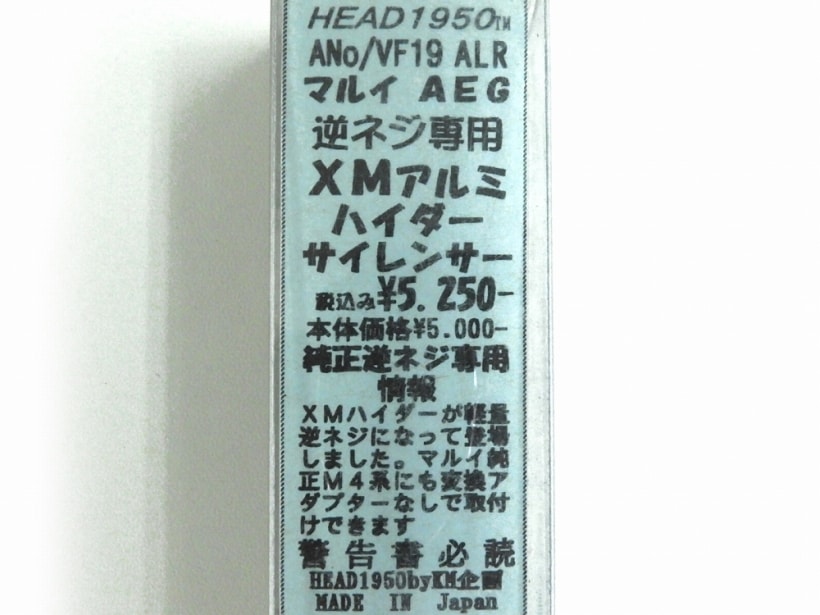 HEAD1950™
ANo/VF19 ALR
マルイ AEG
逆ネジ専用
XMアルミ
ハイダー
サイレンサー
税込み¥5.250-
本体価格¥5.000-
純正逆ネジ専用
情報
XMハイダーが軽量
逆ネジになって登場
しました。マルイ純
正M4系にも変換ア
ダプターなしで取付
けできます
警告書必読
HEAD1950byKM企画
MADE IN Japan